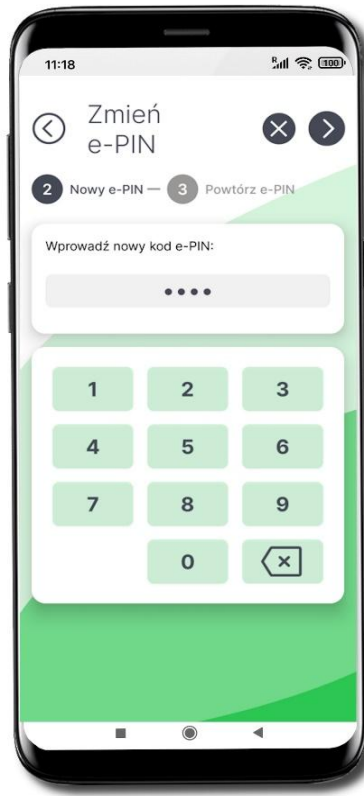 11:18
R
100
Zmień
e-PIN
2 Nowy e-PIN — 3 Powtórz e-PIN
Wprowadź nowy kod e-PIN:
••••
1 2 3
4 5 6
7 8 9
0